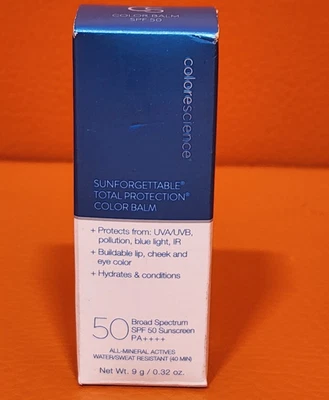 COLOR BALM
SPF 50
colorescience®
SUNFORGETTABLE®
TOTAL PROTECTION®
COLOR BALM
+ Protects from: UVA/UVB,
pollution, blue light, IR
+ Buildable lip, cheek and
eye color
+ Hydrates & conditions
50 Broad Spectrum
SPF 50 Sunscreen
PA++++
ALL-MINERAL ACTIVES
WATER/SWEAT RESISTANT (40 MIN)
Net Wt. 9 g / 0.32 oz.